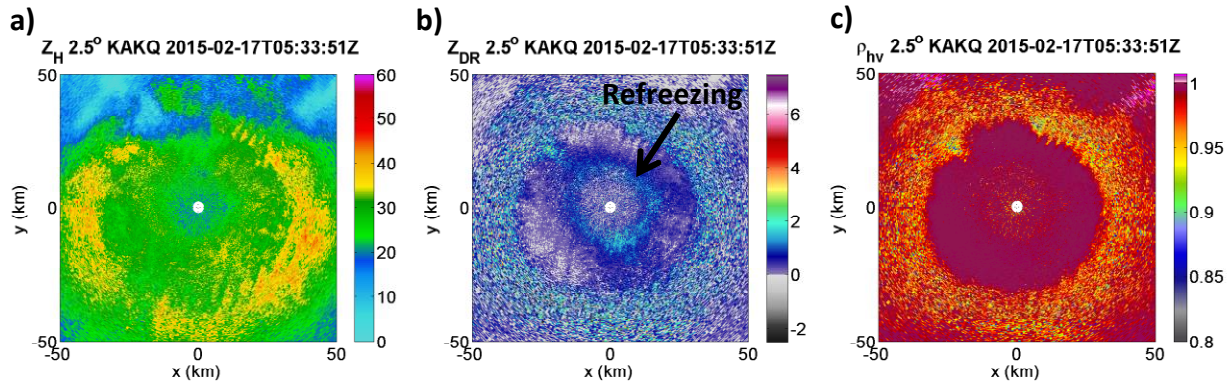 a)
Z_H 2.5° KAKQ 2015-02-17T05:33:51Z
50
0
-50
y (km)
-50
0
50
x (km)
60
50
40
30
20
10
0
b)
Z_DR 2.5° KAKQ 2015-02-17T05:33:51Z
Refreezing
50
0
-50
y (km)
-50
0
50
x (km)
6
4
2
0
-2
c)
ρ_hv 2.5° KAKQ 2015-02-17T05:33:51Z
50
0
-50
y (km)
-50
0
50
x (km)
1
0.95
0.9
0.85
0.8